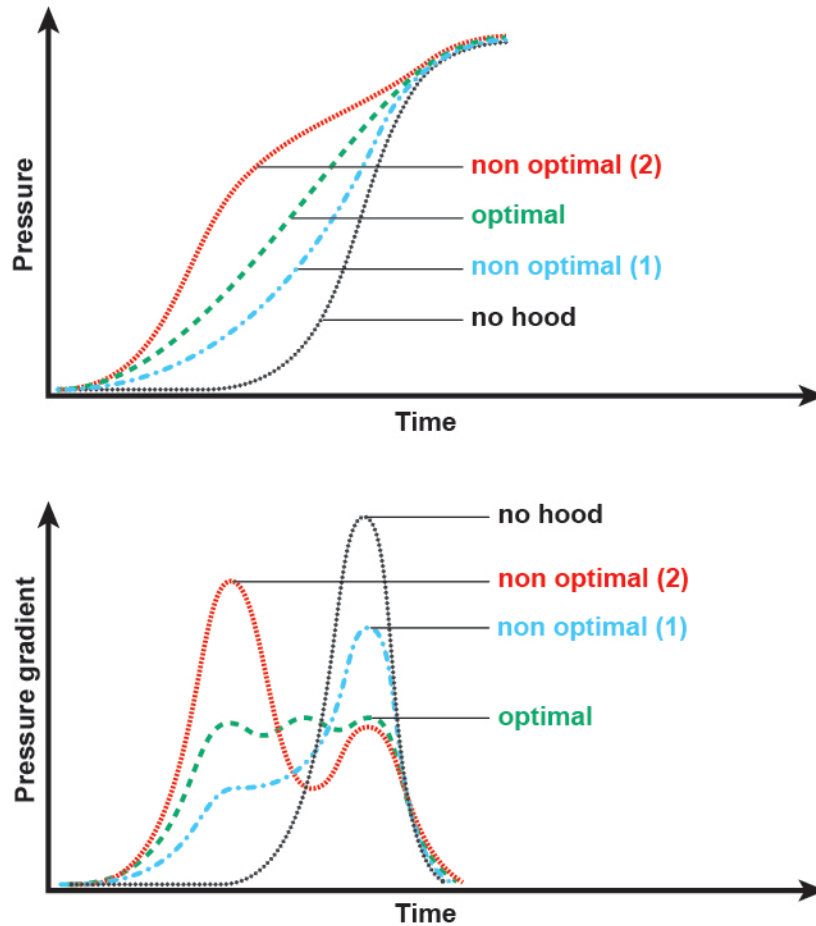 Pressure
non optimal (2)
optimal
non optimal (1)
no hood
Time
Pressure gradient
no hood
non optimal (2)
non optimal (1)
optimal
Time